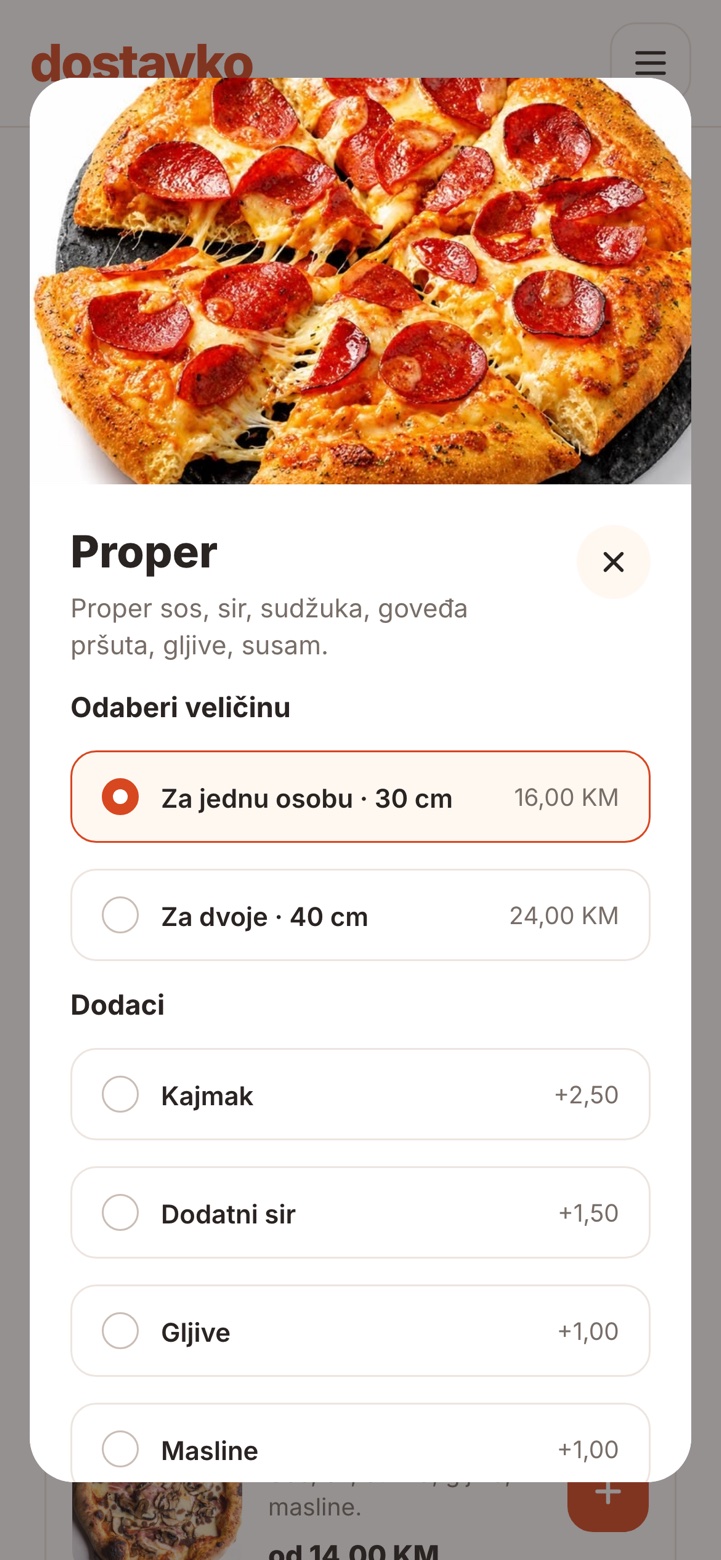 dostavko
Proper
Proper sos, sir, sudžuka, goveđa
pršuta, gljive, susam.
Odaberi veličinu
Za jednu osobu · 30 cm 16,00 KM
Za dvoje · 40 cm 24,00 KM
Dodaci
Kajmak +2,50
Dodatni sir +1,50
Gljive +1,00
Masline +1,00
masline.
od 14,00 KM